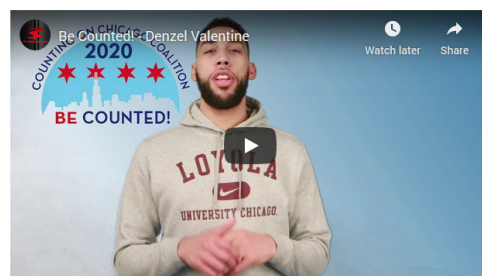 Be Counted! - Denzel Valentine
Watch later
Share
COUNTING ON CHICAGO COALITION
2020
BE COUNTED!
LOYOLA
UNIVERSITY CHICAGO